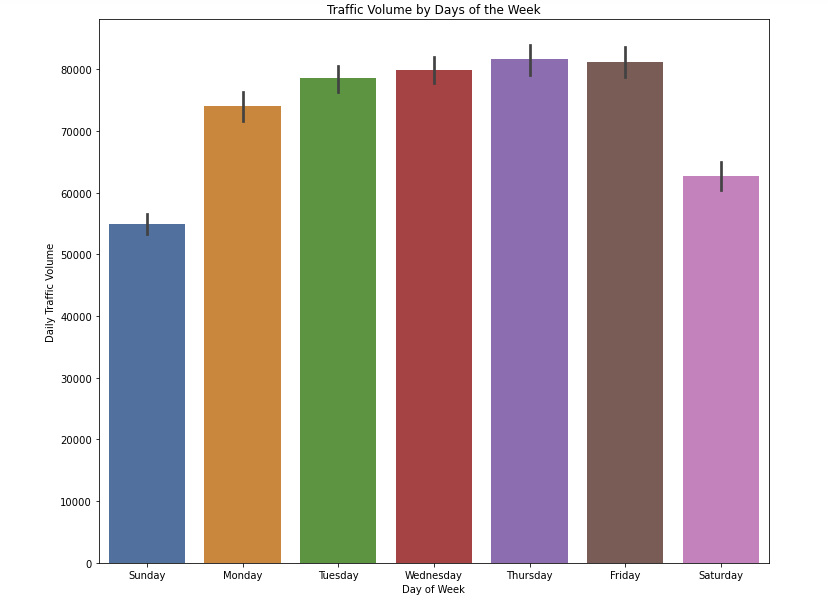 Traffic Volume by Days of the Week
Daily Traffic Volume
80000
70000
60000
50000
40000
30000
20000
10000
0
Sunday Monday Tuesday Wednesday Thursday Friday Saturday
Day of Week